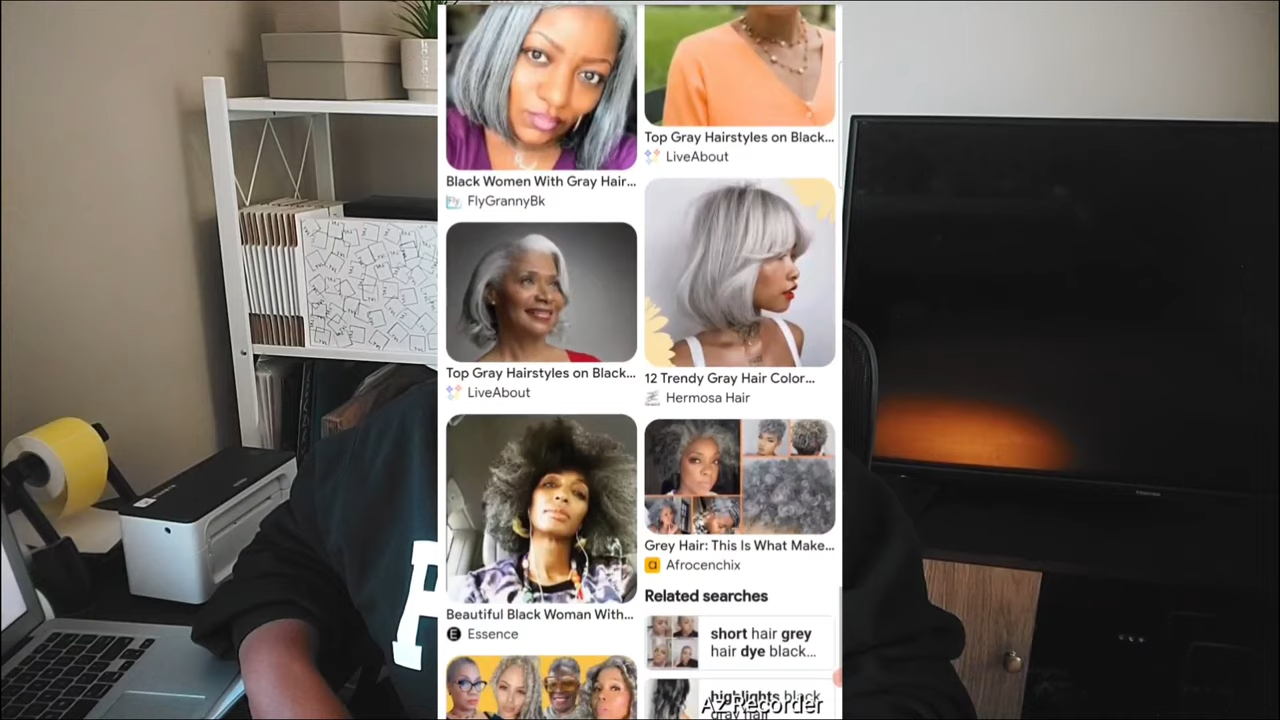 Black Women With Gray Hair...
FlyGrannyBk
Top Gray Hairstyles on Black...
LiveAbout
Beautiful Black Woman With...
Essence
Top Gray Hairstyles on Black...
LiveAbout
12 Trendy Gray Hair Color...
Hermosa Hair
Grey Hair: This Is What Make...
Afrocenchix
Related searches
short hair grey
hair dye black...
highlights black
gray hair
AZ Recorder